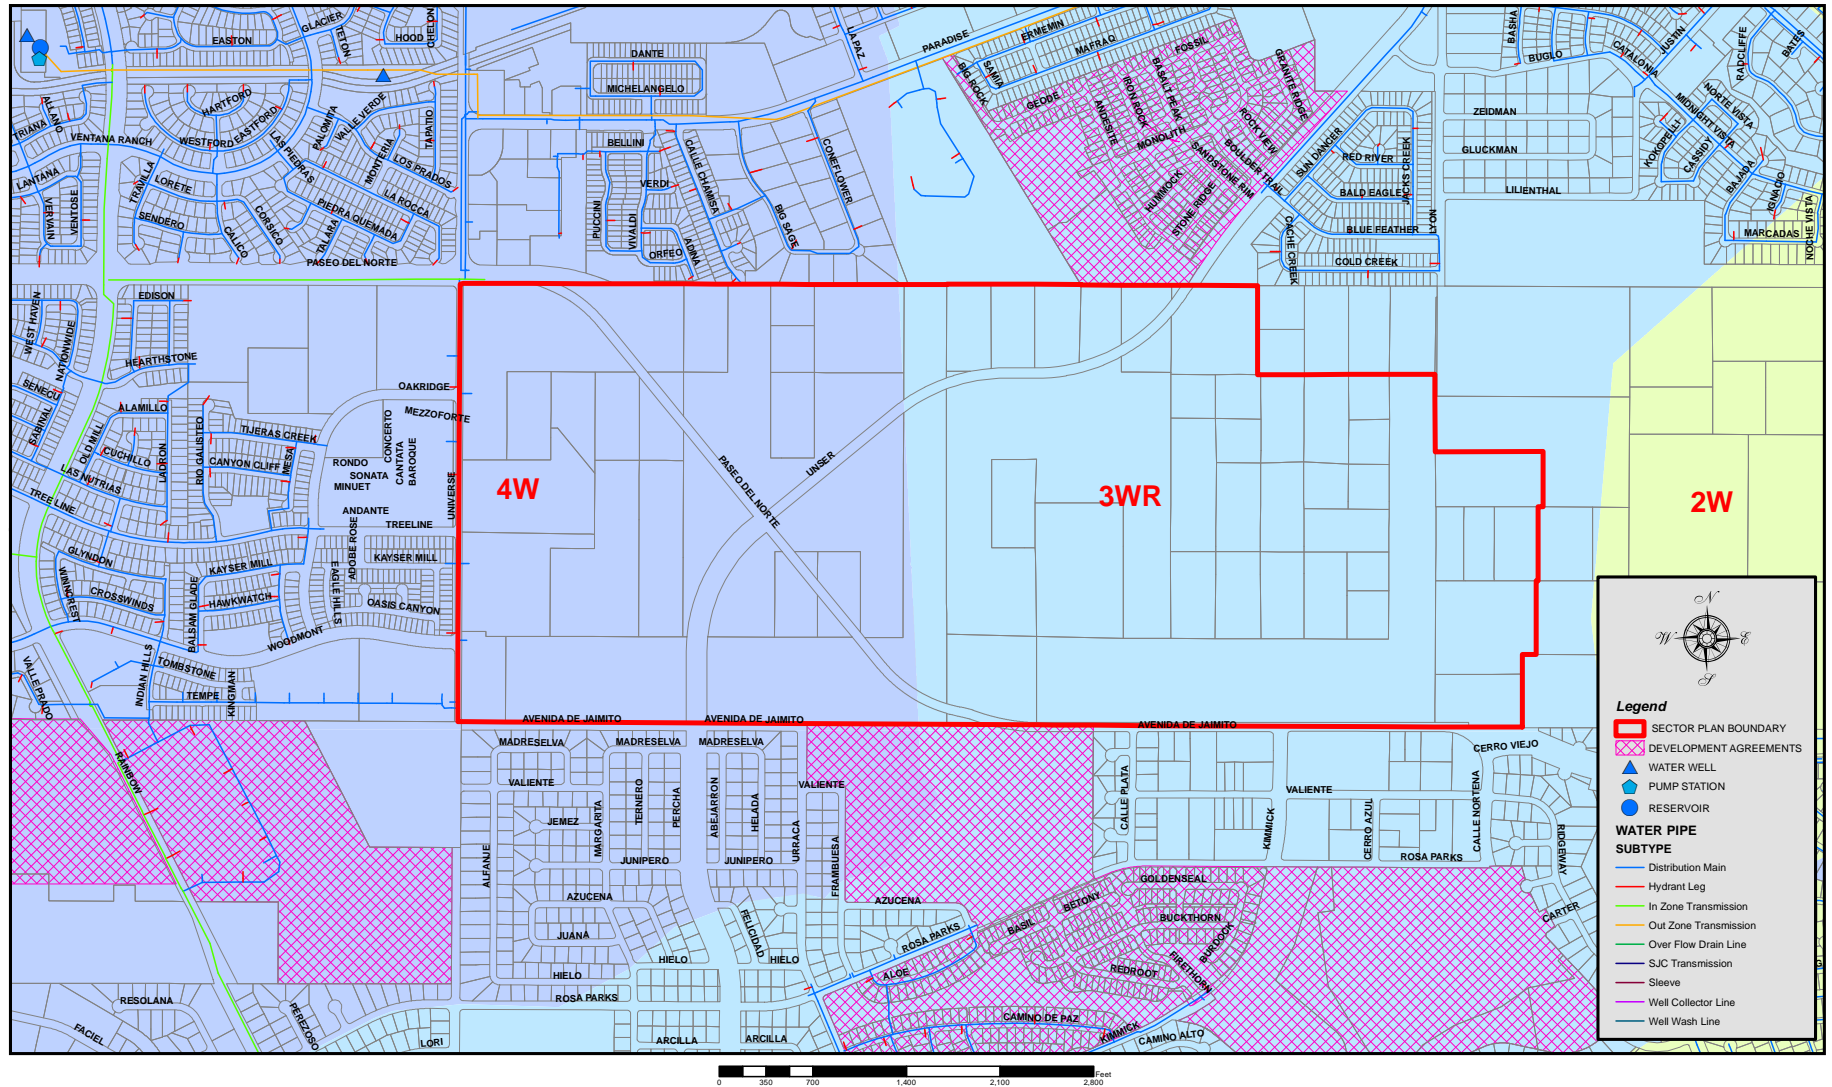 EASTON
GLACIER
TETON
HOOD
CHELTON
DANTE
MICHELANGELO
LA PAZ
PARADISE
ERMEMIN
MAFRAQ
SAMIA
BIG ROCK
GEODE
FOSSIL
GRANITE RIDGE
BASALT PEAK
IRON ROCK
ANDESITE
MONOLITH
ROCK VIEW
BOULDER TRAIL
SANDSTONE RIM
HUMMOCK
STONE RIDGE
SUN DANCER
RED RIVER
BALD EAGLE
JACKS CREEK
BLUE FEATHER
LYON
COLD CREEK
CACHE CREEK
BASHA
BUGLO
CATALONIA
JUSTIN
RADCLIFFE
BATES
ZEIDMAN
GLUCKMAN
LILIENTHAL
NORTE VISTA
MIDNIGHT VISTA
KOKOPELLI
CASSIDY
BAJADA
IGNACIO
MARCADAS
NOCHE VISTA
ALLANO
TRIANA
VENTANA RANCH
LANTANA
VERVAIN
VENTOSE
HARTFORD
WESTFORD
EASTFORD
LAS PIEDRAS
PALOMITA
VALLE VERDE
MONTERIA
TAPATIO
LOS PRADOS
LA ROCCA
PIEDRA QUEMADA
TALARA
TRAVILLA
LORETE
SENDERO
CORSICO
CALICO
PASEO DEL NORTE
BELLINI
VERDI
PUCCINI
VIVALDI
ORFEO
ADINA
CALLE CHAMISA
BIG SAGE
CONEFLOWER
EDISON
WEST HAVEN
NATIONWIDE
HEARTHSTONE
SENECU
SABINAL
ALAMILLO
OLD MILL
CUCHILLO
LADRON
LAS NUTRIAS
TREE LINE
RIO GALISTEO
TIJERAS CREEK
CANYON CLIFF
MESA
OAKRIDGE
MEZZOFORTE
CONCERTO
CANTATA
BAROQUE
RONDO
SONATA
MINUET
ANDANTE
TREELINE
UNIVERSE
ADOBE ROSE
KAYSER MILL
EAGLE HILLS
OASIS CANYON
GLYNDON
WINNCREST
CROSSWINDS
BALSAM GLADE
KAYSER MILL
HAWKWATCH
WOODMONT
INDIAN HILLS
TOMBSTONE
TEMPE
KINGMAN
VALLE PRADO
RAINBOW
4W
3WR
2W
PASEO DEL NORTE
UNSER
AVENIDA DE JAIMITO
AVENIDA DE JAIMITO
AVENIDA DE JAIMITO
MADRESELVA
MADRESELVA
MADRESELVA
VALIENTE
VALIENTE
VALIENTE
JEMEZ
MARGARITA
TERNERO
PERCHA
ABEJARRON
HELADA
URRACA
FRAMBUESA
ALFANJE
JUNIPERO
JUNIPERO
AZUCENA
AZUCENA
JUANA
FELICIDAD
HIELO
HIELO
HIELO
ROSA PARKS
ROSA PARKS
ROSA PARKS
ARCILLA
ARCILLA
LORI
RESOLANA
FACIEL
PEREZOSO
CALLE PLATA
KIMMICK
CERRO AZUL
CALLE NORTENA
CERRO VIEJO
RIDGEWAY
CARTER
GOLDENSEAL
BETONY
BASIL
BUCKTHORN
BURDOCK
REDROOT
FIRETHORN
ALOE
CAMINO DE PAZ
KIMMICK
CAMINO ALTO
N
W
E
S
Legend
SECTOR PLAN BOUNDARY
DEVELOPMENT AGREEMENTS
WATER WELL
PUMP STATION
RESERVOIR
WATER PIPE
SUBTYPE
Distribution Main
Hydrant Leg
In Zone Transmission
Out Zone Transmission
Over Flow Drain Line
SJC Transmission
Sleeve
Well Collector Line
Well Wash Line
0 350 700 1,400 2,100 2,800
Feet